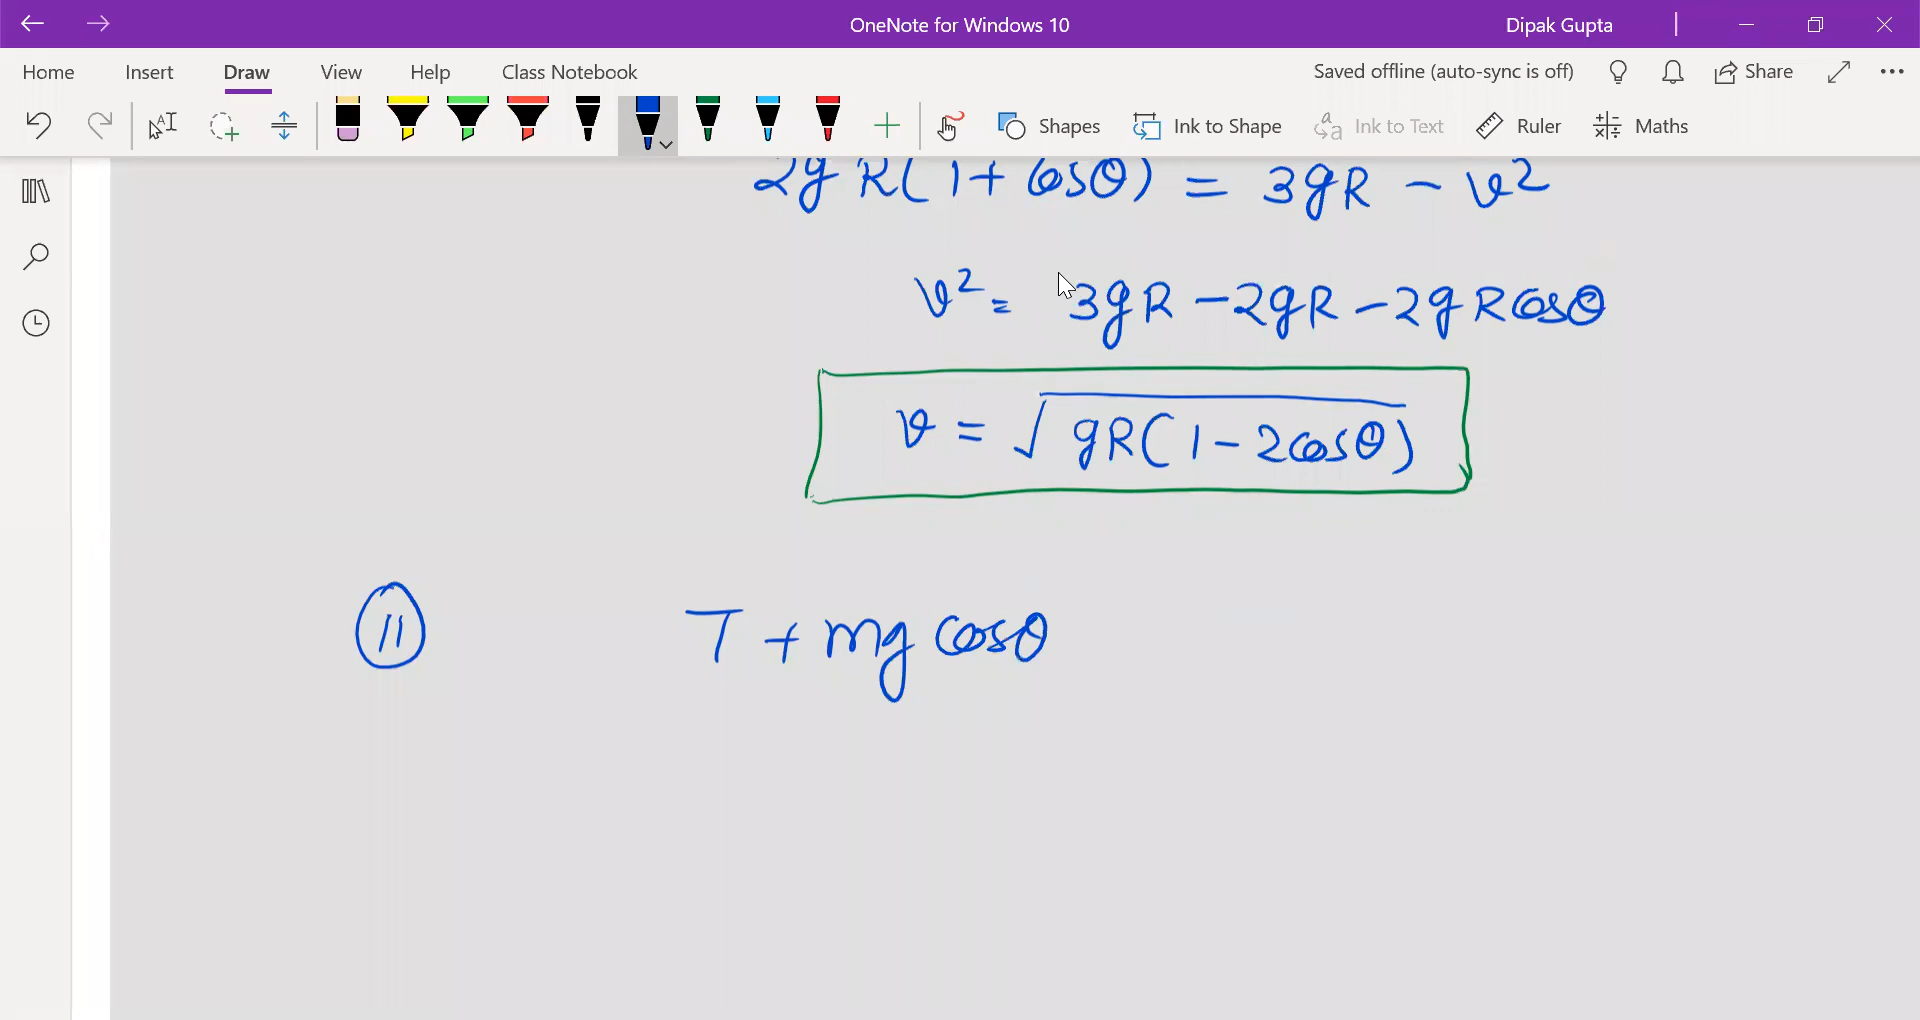 OneNote for Windows 10
Dipak Gupta
Home Insert Draw View Help Class Notebook
Saved offline (auto-sync is off) Share
Shapes Ink to Shape Ink to Text Ruler Maths
2gR(1+cosθ) = 3gR - v²
v² = 3gR - 2gR - 2gRcosθ
v = √gR(1-2cosθ)
11 T + mg cosθ